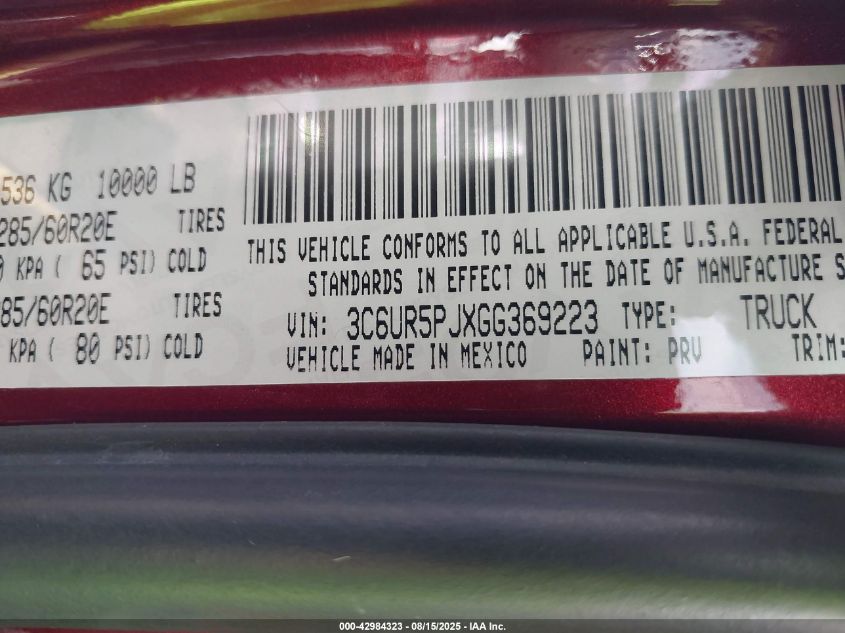 536 KG 10000 LB
285/60R20E TIRES
0 KPA ( 65 PSI) COLD
85/60R20E TIRES
KPA ( 80 PSI) COLD
THIS VEHICLE CONFORMS TO ALL APPLICABLE U.S.A. FEDERAL
STANDARDS IN EFFECT ON THE DATE OF MANUFACTURE S
VIN: 3C6UR5PJXGG369223 TYPE: TRUCK
VEHICLE MADE IN MEXICO PAINT: PRV TRIM:
000-42984323 - 08/15/2025 - IAA Inc.